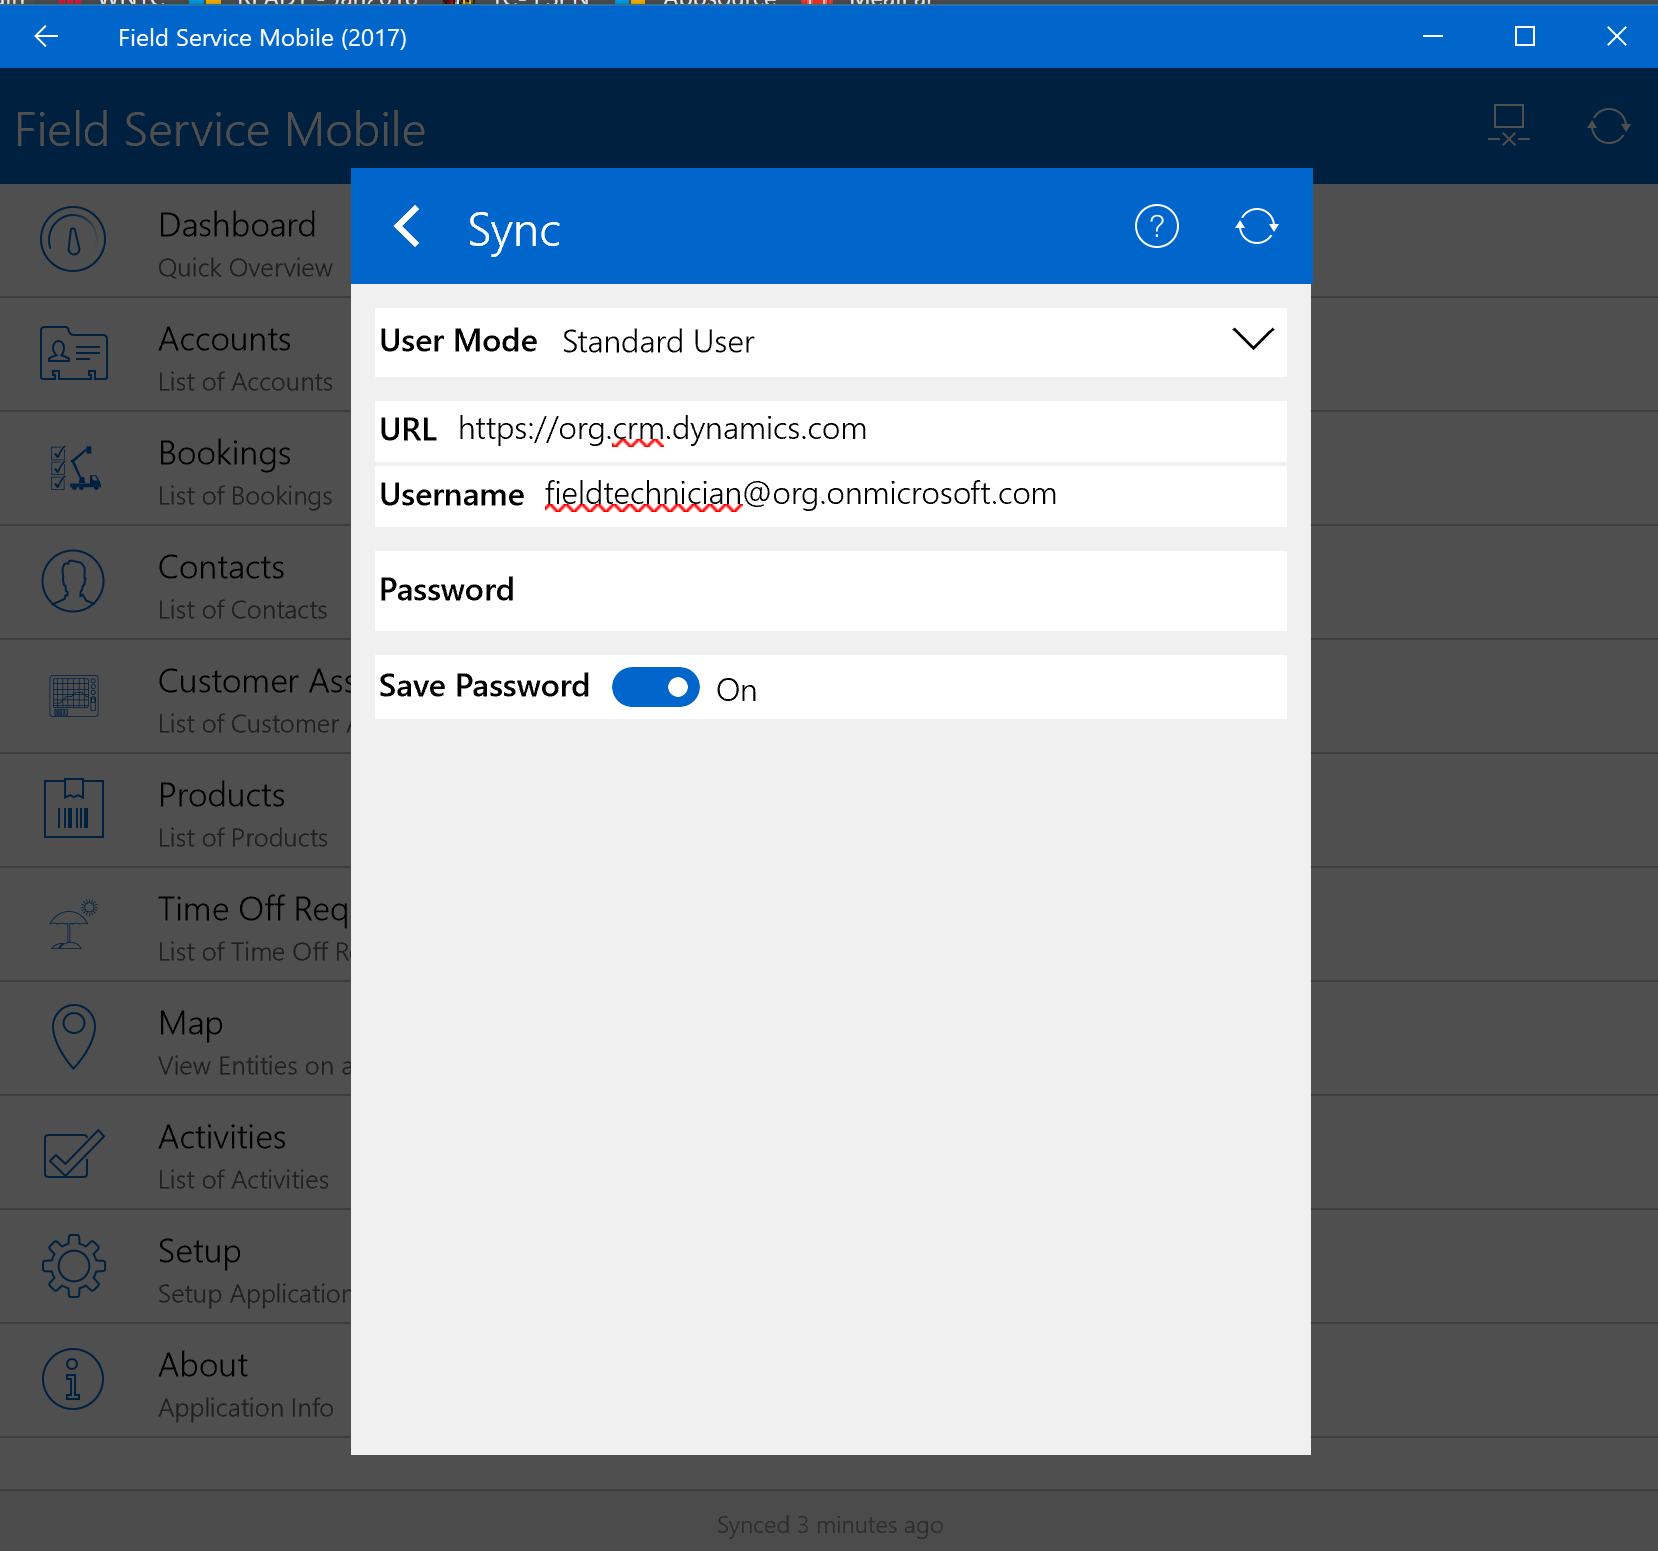 Field Service Mobile (2017)
Field Service Mobile
Sync
?
User Mode Standard User
URL https://org.crm.dynamics.com
Username fieldtechnician@org.onmicrosoft.com
Password
Save Password On
Dashboard
Quick Overview
Accounts
List of Accounts
Bookings
List of Bookings
Contacts
List of Contacts
Customer Ass
List of Customer
Products
List of Products
Time Off Req
List of Time Off R
Map
View Entities on a
Activities
List of Activities
Setup
Setup Application
About
Application Info
Synced 3 minutes ago